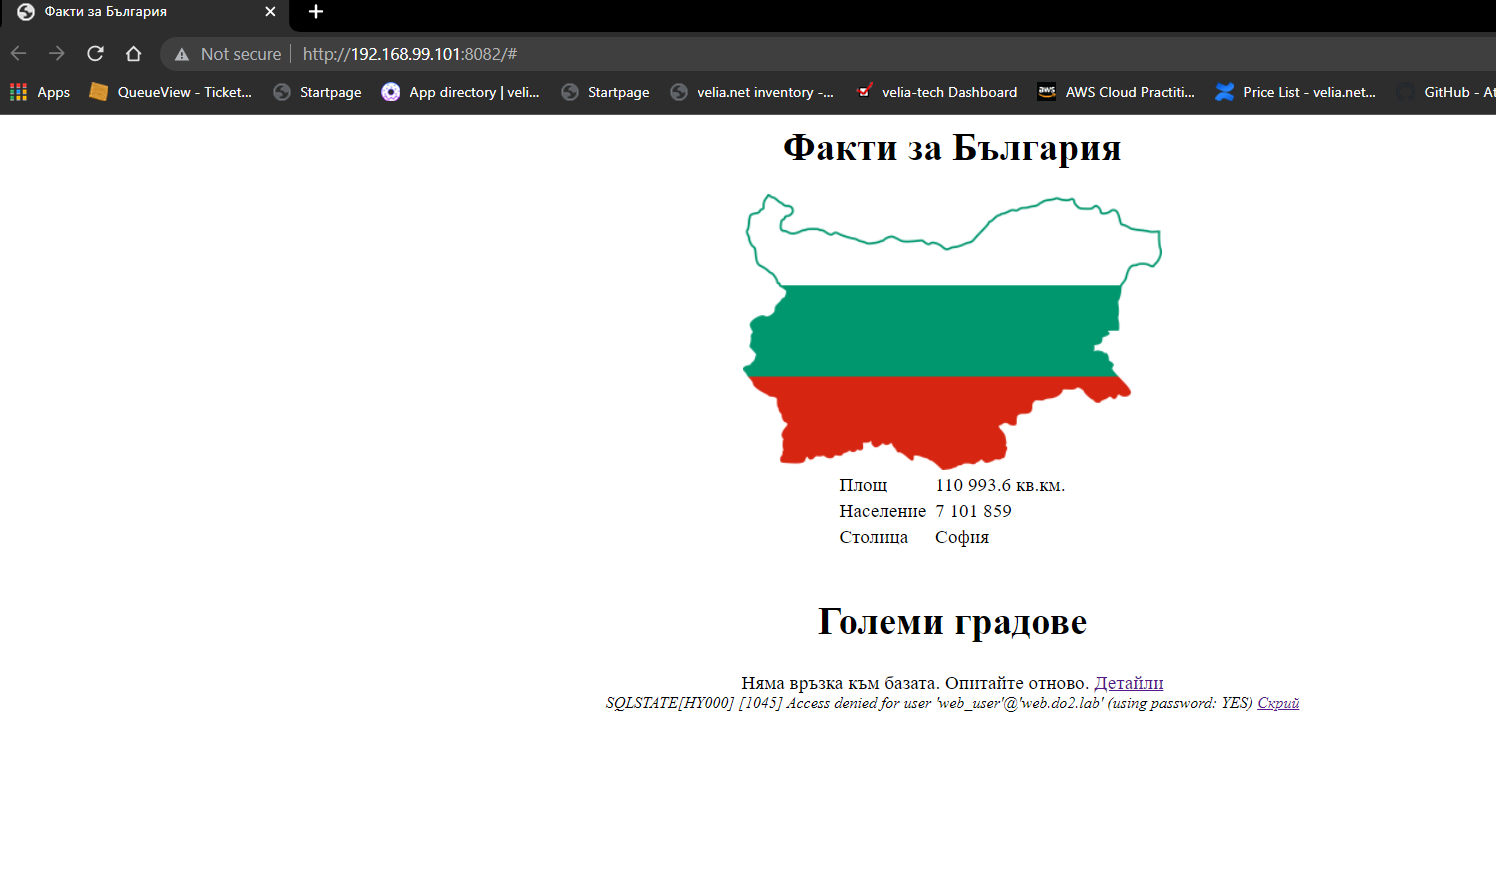 Факти за България
Not secure | http://192.168.99.101:8082/#
Apps QueueView - Ticket... Startpage App directory | veli... Startpage velia.net inventory -... velia-tech Dashboard aws AWS Cloud Practiti... Price List - velia.net... GitHub - At
Факти за България
Площ 110 993.6 кв.км.
Население 7 101 859
Столица София
Големи градове
Няма връзка към базата. Опитайте отново. Детайли
SQLSTATE[HY000] [1045] Access denied for user 'web_user'@'web.do2.lab' (using password: YES) Скрий